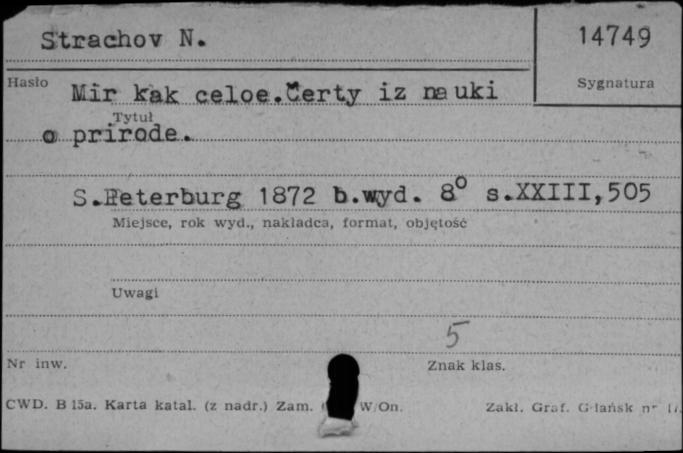 Strachov N.
14749
Hasło
Sygnatura
Mir kak celoe.Čerty iz nauki
Tytuł
o prirode.
S.Peterburg 1872 b.wyd. 8° s.XXIII,505
Miejsce, rok wyd., nakładca, format, objętość
Uwagi
5
Nr inw.
Znak klas.
CWD. B 15a. Karta katal. (z nadr.) Zam. W/On.
Zakł. Graf. Gdańsk nr